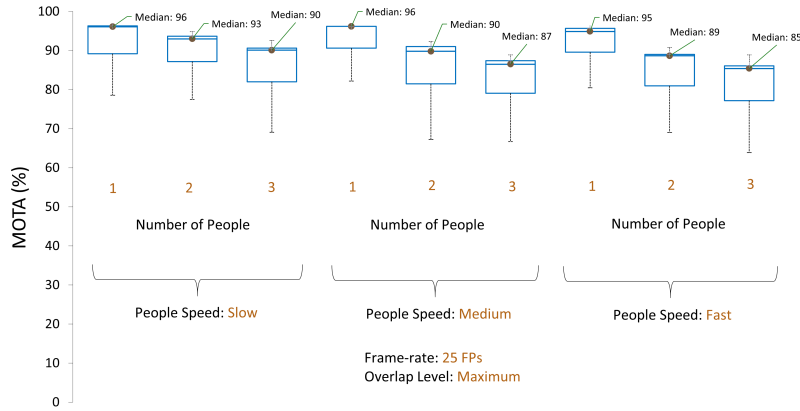 MOTA (%)
100
90
80
70
60
50
40
30
20
10
0
Median: 96
Median: 93
Median: 90
Median: 96
Median: 90
Median: 87
Median: 95
Median: 89
Median: 85
1 2 3 1 2 3 1 2 3
Number of People Number of People Number of People
People Speed: Slow People Speed: Medium People Speed: Fast
Frame-rate: 25 FPs
Overlap Level: Maximum